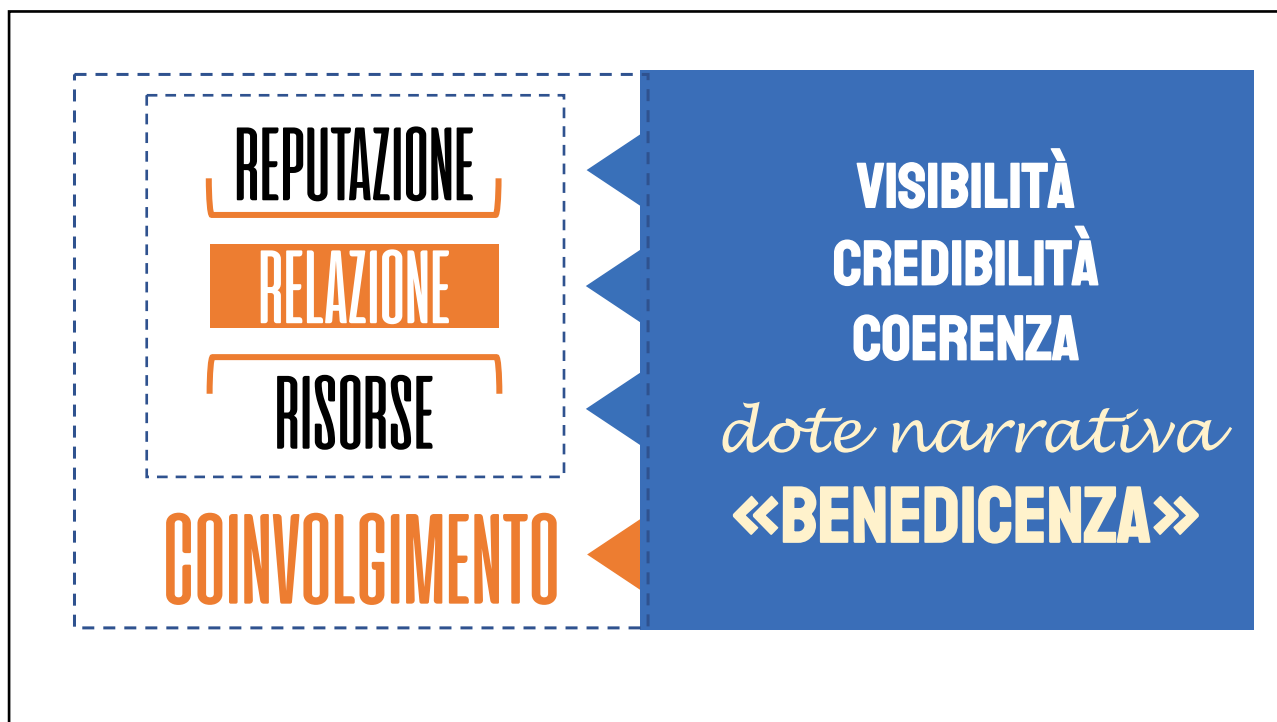 REPUTAZIONE
RELAZIONE
RISORSE
COINVOLGIMENTO
VISIBILITÀ
CREDIBILITÀ
COERENZA
dote narrativa
«BENEDICENZA»